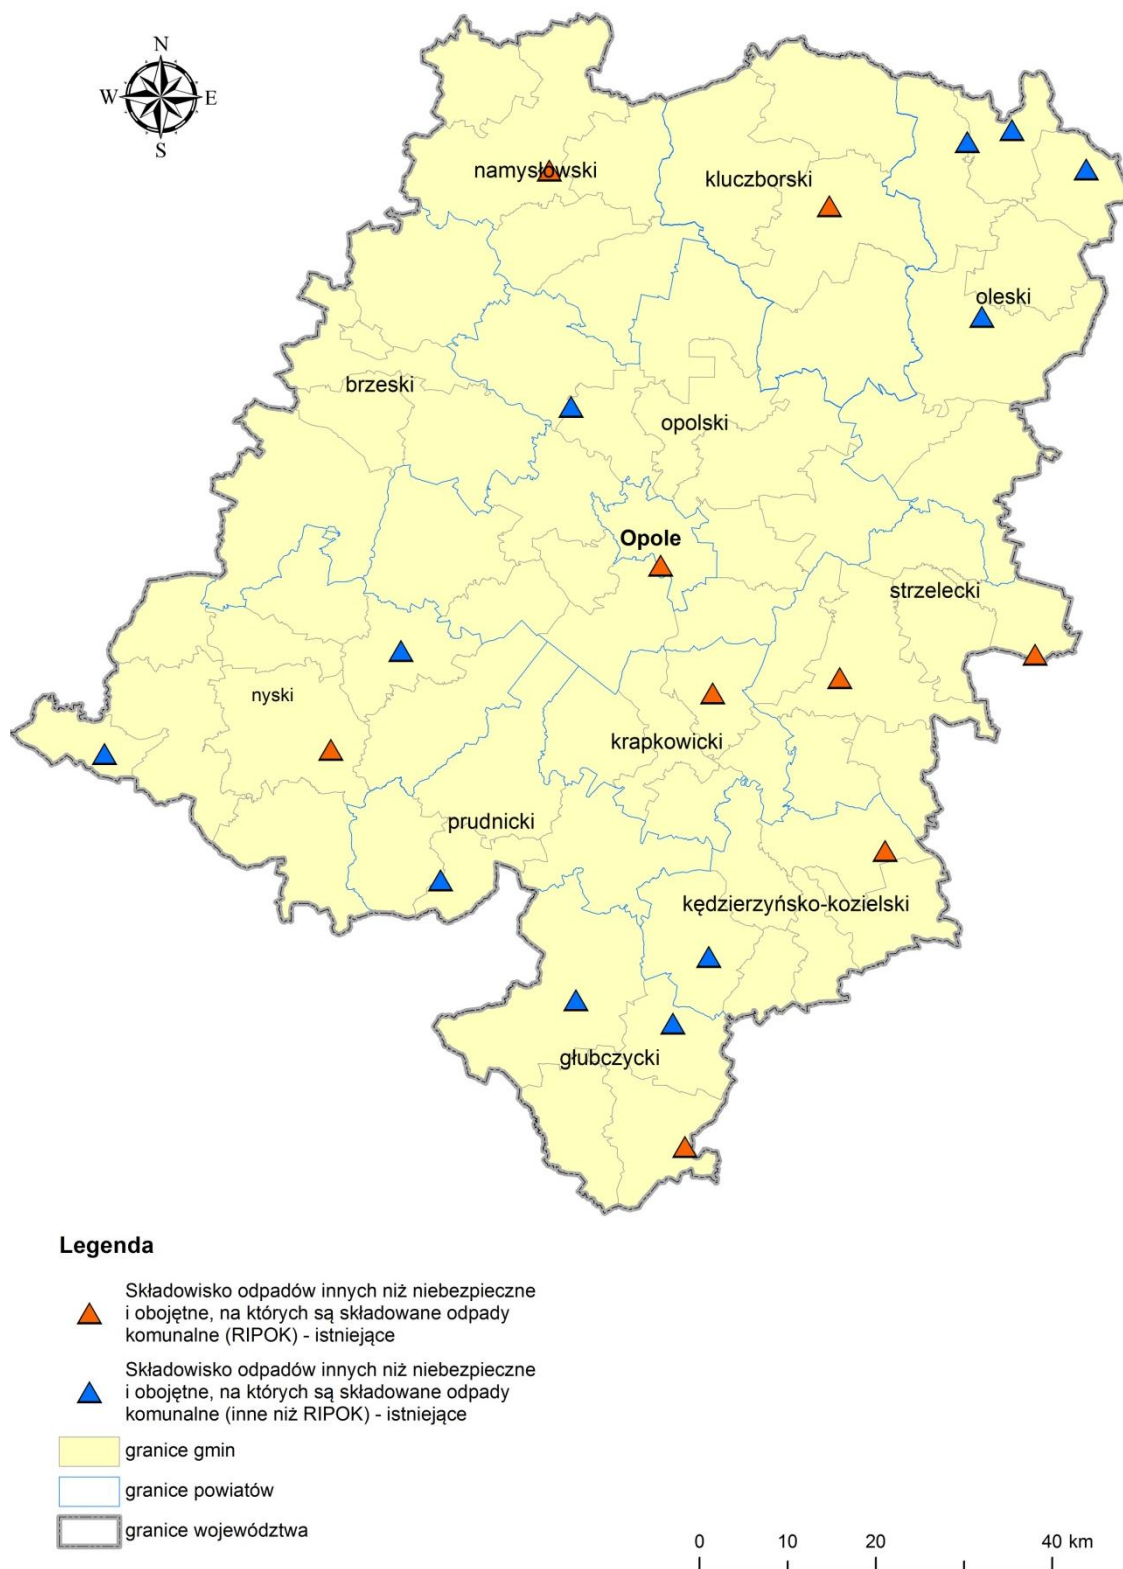 N
W E
S
namysłowski
kluczborski
oleski
brzeski
opolski
Opole
strzelecki
nyski
krapkowicki
prudnicki
kędzierzyńsko-kozielski
głubczycki
Legenda
Składowisko odpadów innych niż niebezpieczne
i obojętne, na których są składowane odpady
komunalne (RIPOK) - istniejące
Składowisko odpadów innych niż niebezpieczne
i obojętne, na których są składowane odpady
komunalne (inne niż RIPOK) - istniejące
granice gmin
granice powiatów
granice województwa
0 10 20 40 km